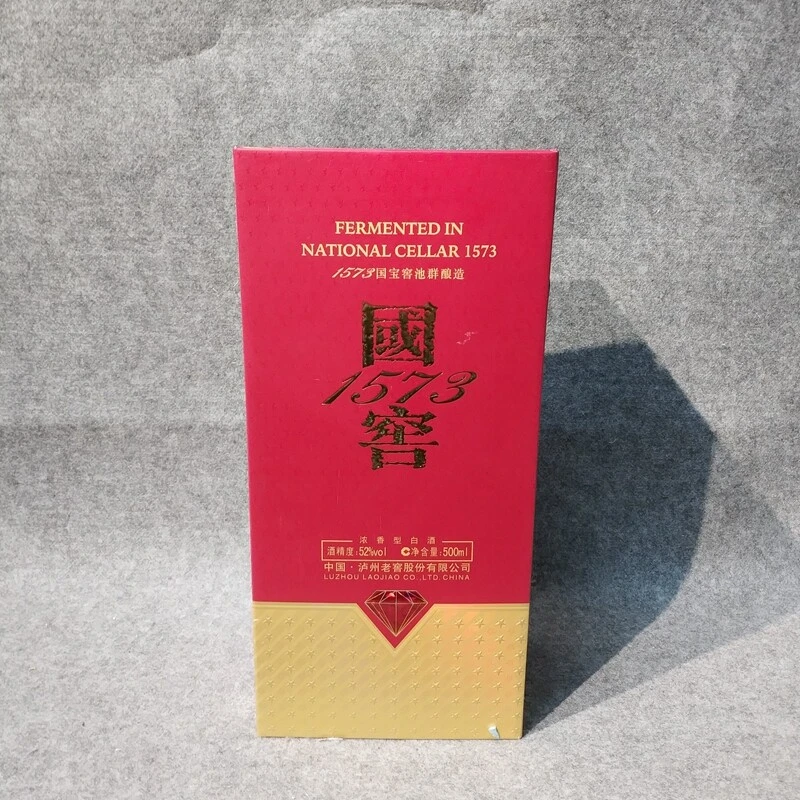 FERMENTED IN
NATIONAL CELLAR 1573
1573国宝窖池群酿造
國
1573
窖
浓香型白酒
酒精度:52%vol C净含量:500ml
中国·泸州老窖股份有限公司
LUZHOU LAOJIAO CO.,LTD.CHINA